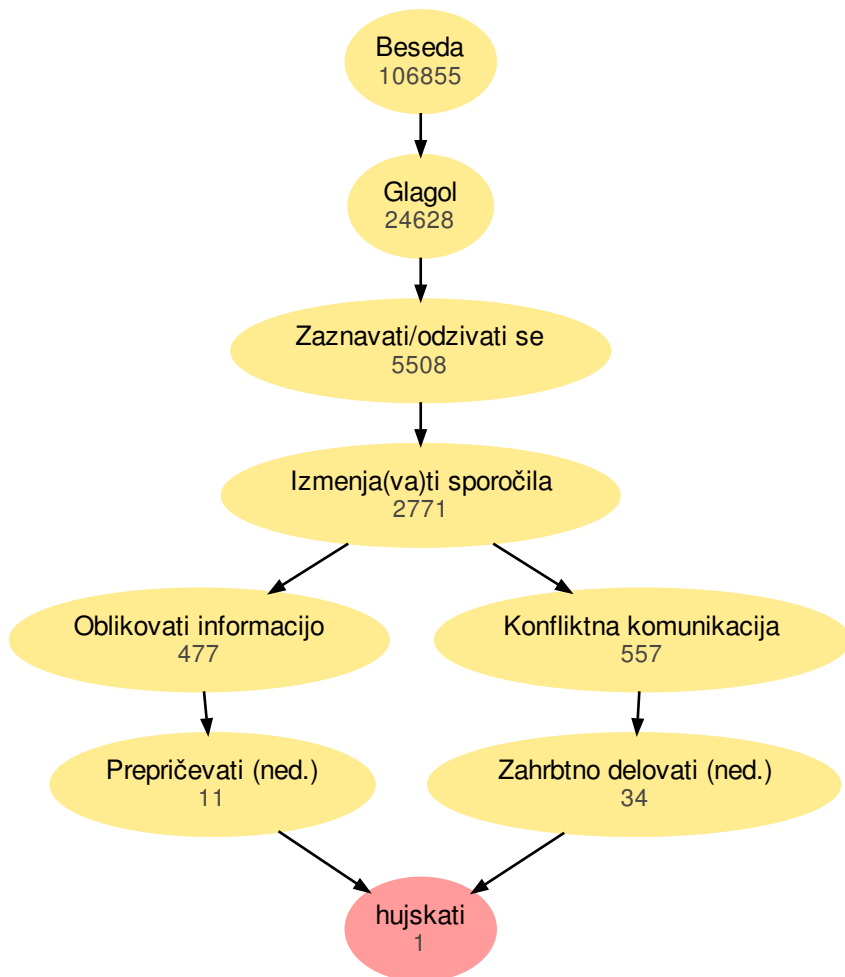 Beseda
106855
Glagol
24628
Zaznavati/odzivati se
5508
Izmenja(va)ti sporočila
2771
Oblikovati informacijo
477
Konfliktna komunikacija
557
Prepričevati (ned.)
11
Zahrbtno delovati (ned.)
34
hujskati
1